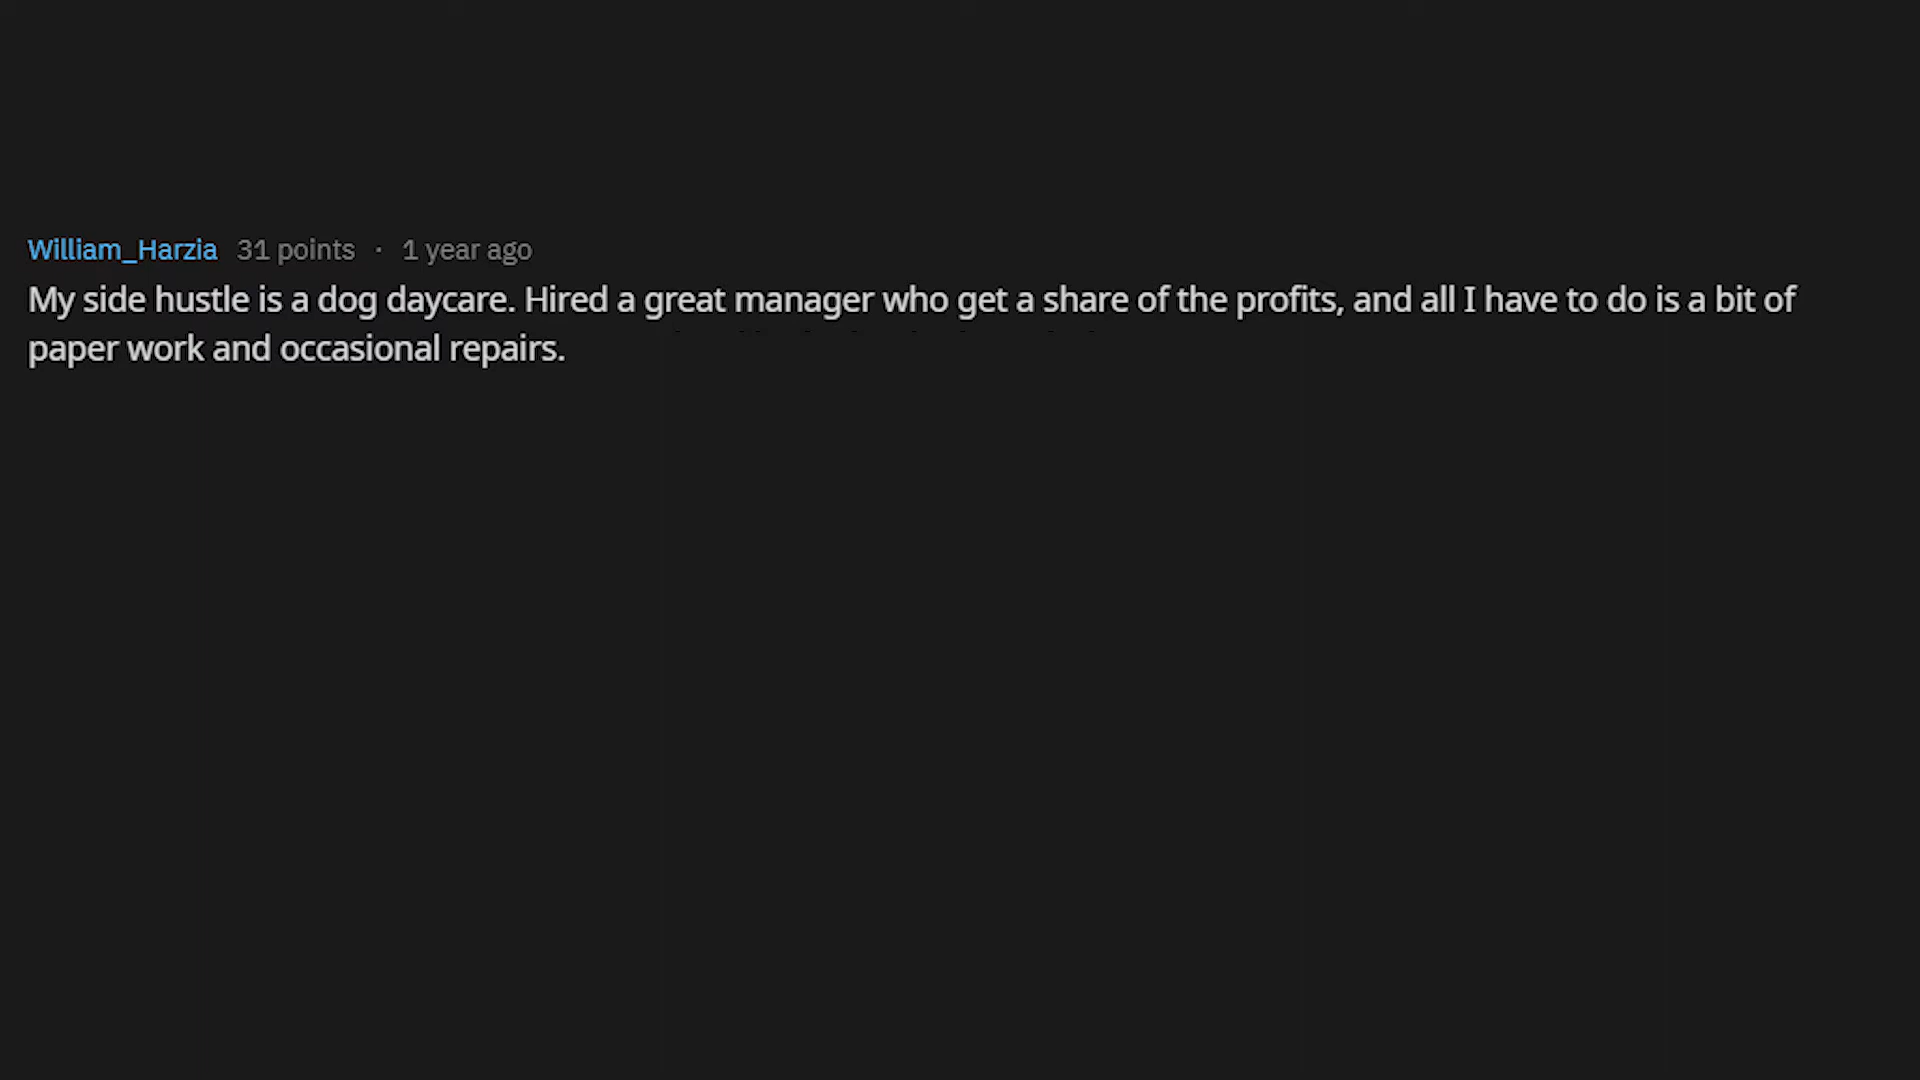 William_Harzia 31 points · 1 year ago
My side hustle is a dog daycare. Hired a great manager who get a share of the profits, and all I have to do is a bit of
paper work and occasional repairs.